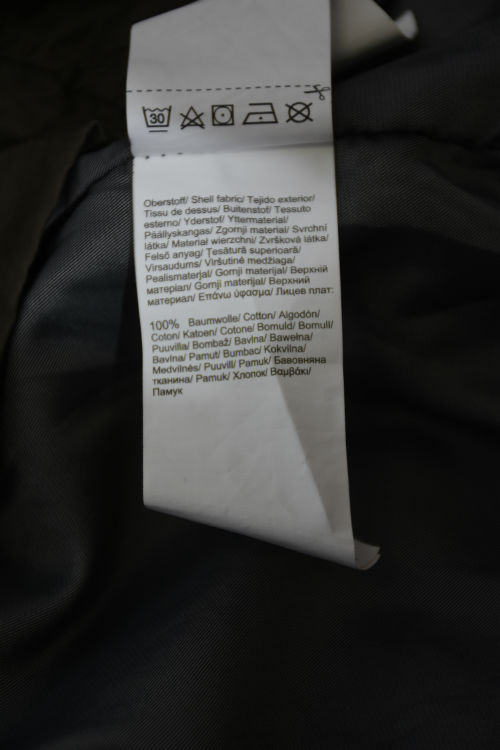 30
Oberstoff/ Shell fabric/ Tejido exterior/
Tissu de dessus/ Buitenstof/ Tessuto
esterno/ Yderstof/ Yttermaterial/
Päällyskangas/ Zgornji material/ Svrchní
látka/ Materiał wierzchni/ Zvršková látka/
Felső anyag/ Țesătură superioară/
Virsaudums/ Viršutinė medžiaga/
Pealismaterjal/ Gornji materijal/ Верхній
матеріал/ Gornji materijal/ Верхний
материал/ Επάνω ύφασμα/ Лицев плат:
100% Baumwolle/ Cotton/ Algodón/
Coton/ Katoen/ Cotone/ Bomuld/ Bomull/
Puuvilla/ Bombaž/ Bavlna/ Bawełna/
Bavlna/ Pamut/ Bumbac/ Kokvilna/
Medvilnės/ Puuvill/ Pamuk/ Бавовняна
тканина/ Pamuk/ Хлопок/ Βαμβάκι/
Памук